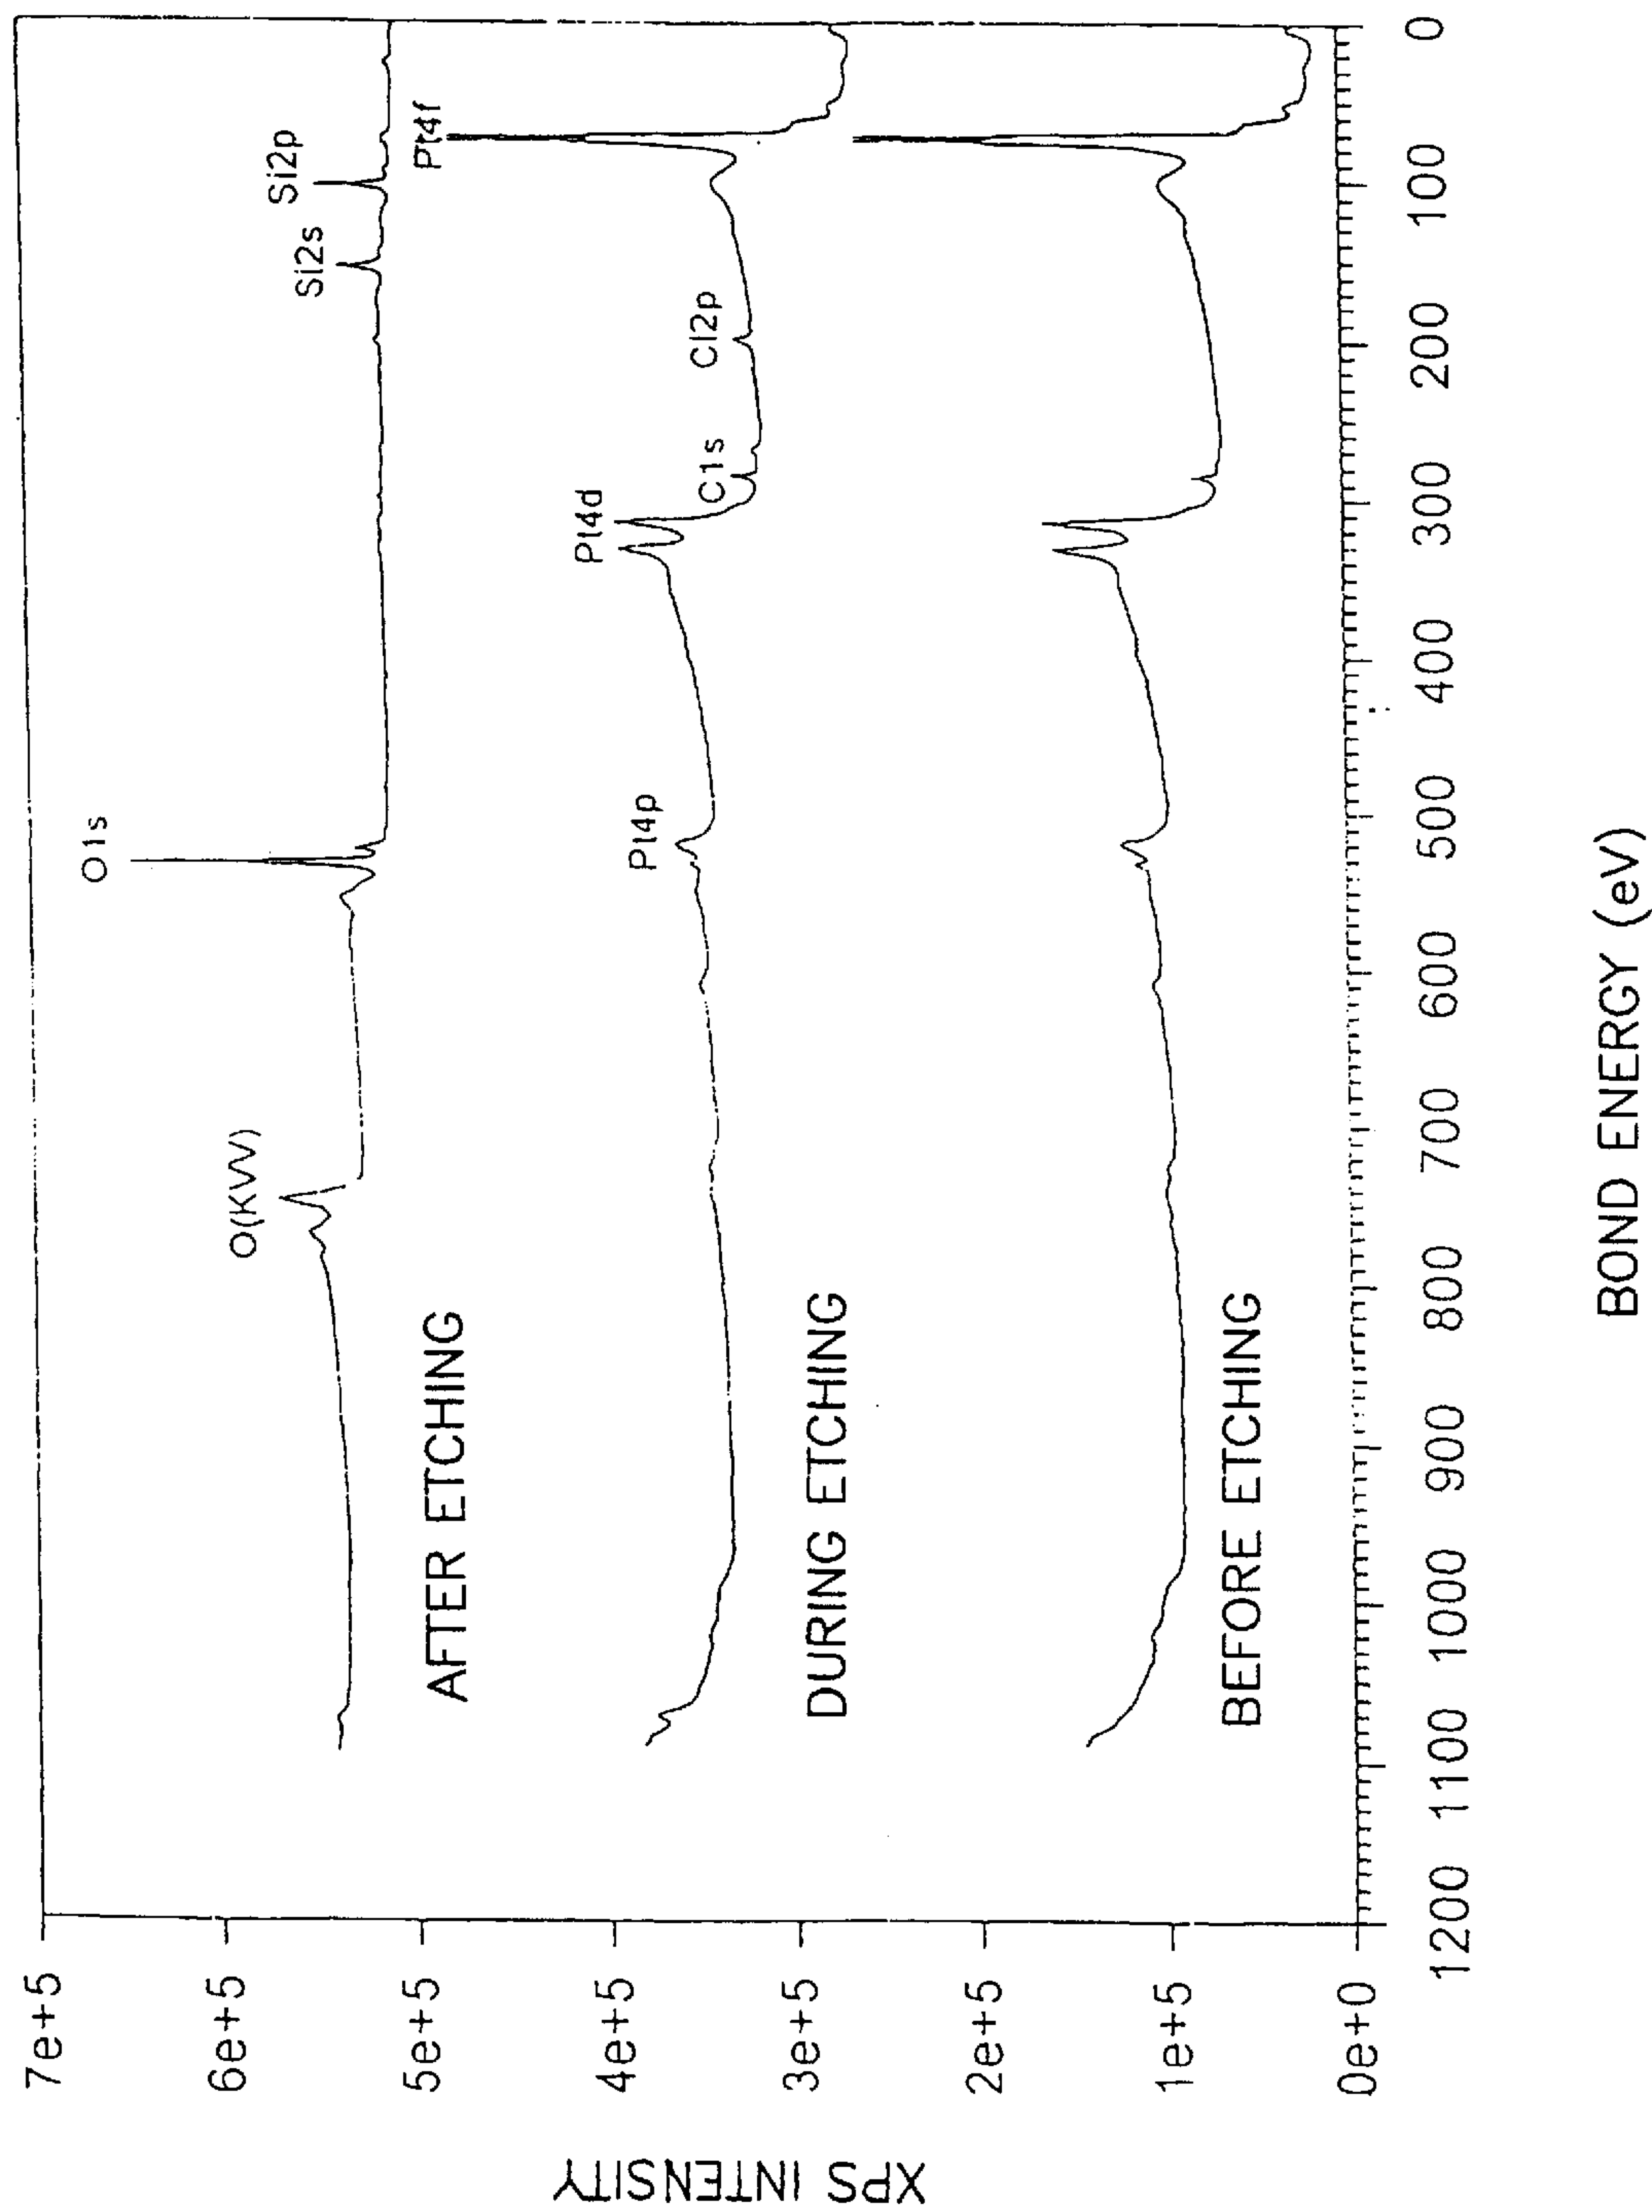 XPS INTENSITY
7e+5
6e+5
5e+5
4e+5
3e+5
2e+5
1e+5
0e+0
O1s
O(KVV)
Si2s
Si2p
AFTER ETCHING
Pt4p
Pt4d
C1s
Cl2p
Pt4f
DURING ETCHING
BEFORE ETCHING
1200 1100 1000 900 800 700 600 500 400 300 200 100 0
BOND ENERGY (eV)